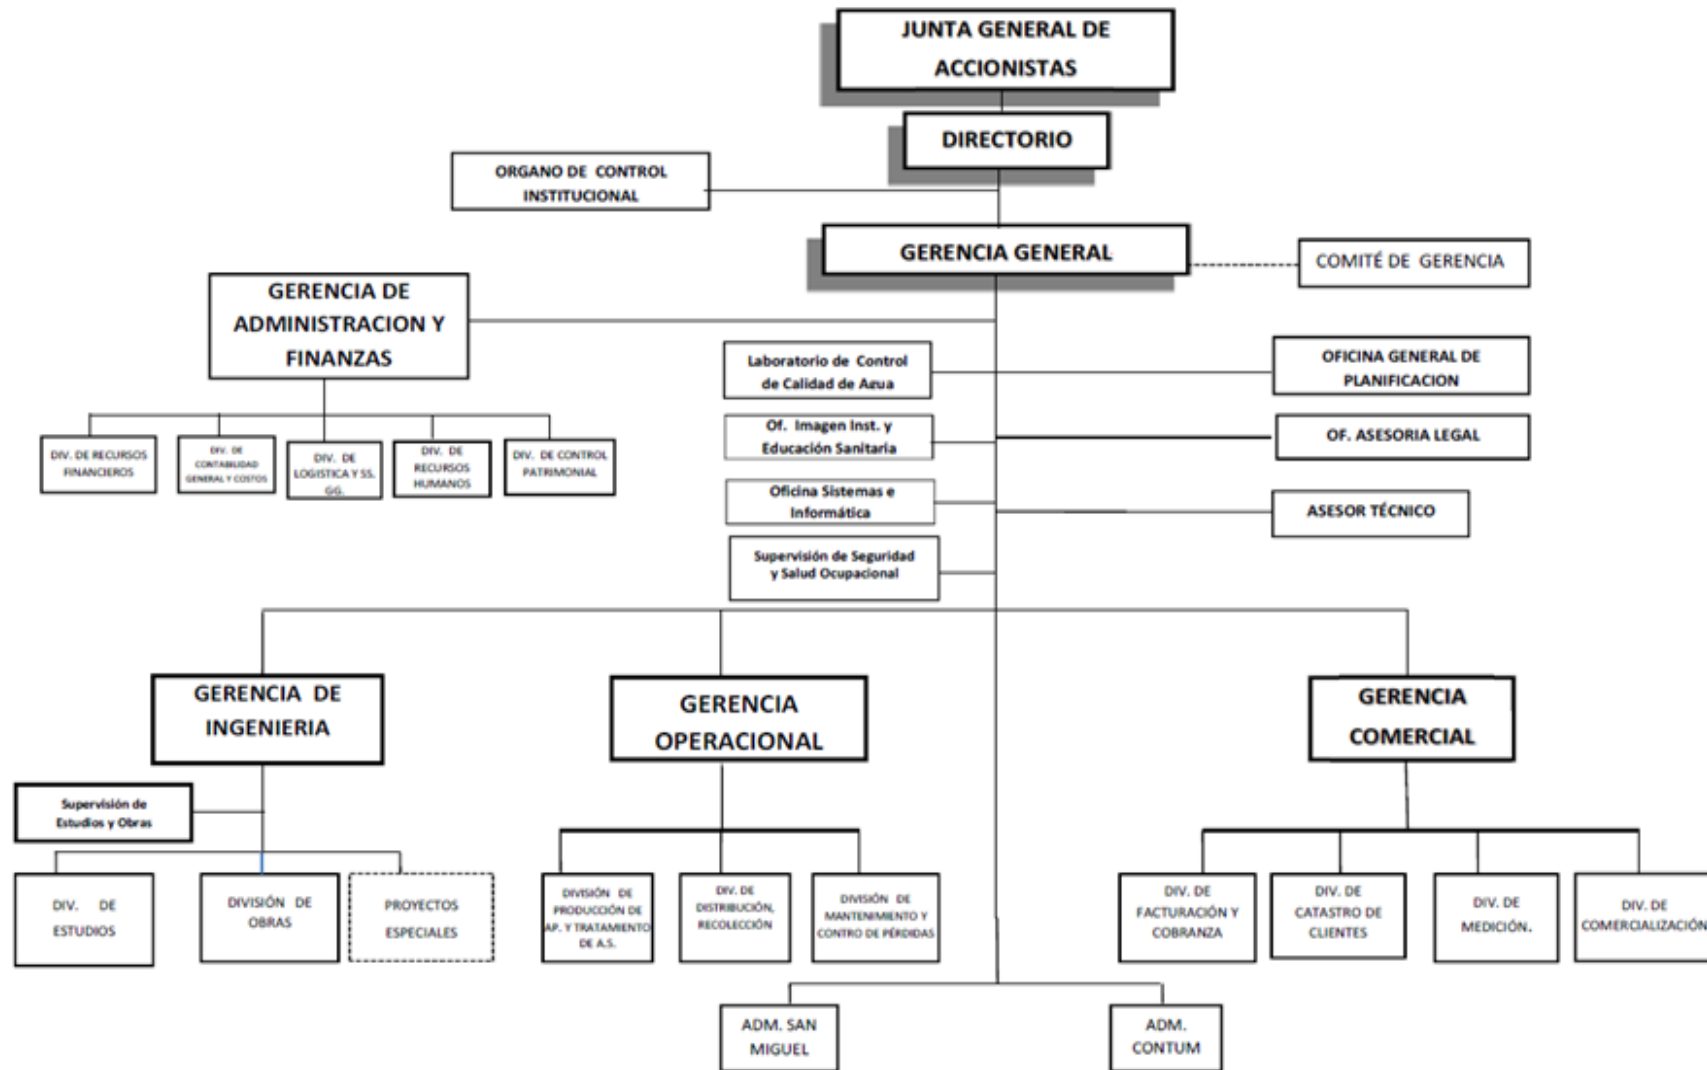 JUNTA GENERAL DE
ACCIONISTAS
DIRECTORIO
ORGANO DE CONTROL
INSTITUCIONAL
GERENCIA GENERAL
COMITÉ DE GERENCIA
GERENCIA DE
ADMINISTRACION Y
FINANZAS
Laboratorio de Control
de Calidad de Agua
OFICINA GENERAL DE
PLANIFICACION
DIV. DE RECURSOS
FINANCIEROS
DIV. DE
CONTABILIDAD
GENERAL Y COSTOS
DIV. DE
LOGISTICA Y SS.
GG.
DIV. DE
RECURSOS
HUMANOS
DIV. DE CONTROL
PATRIMONIAL
Of. Imagen Inst. y
Educación Sanitaria
OF. ASESORIA LEGAL
Oficina Sistemas e
Informática
ASESOR TÉCNICO
Supervisión de Seguridad
y Salud Ocupacional
GERENCIA DE
INGENIERIA
GERENCIA
OPERACIONAL
GERENCIA
COMERCIAL
Supervisión de
Estudios y Obras
DIV. DE
ESTUDIOS
DIVISIÓN DE
OBRAS
PROYECTOS
ESPECIALES
DIVISIÓN DE
PRODUCCIÓN DE
AP. Y TRATAMIENTO
DE A.S.
DIV. DE
DISTRIBUCIÓN,
RECOLECCIÓN
DIVISIÓN DE
MANTENIMIENTO Y
CONTRO DE PÉRDIDAS
DIV. DE
FACTURACIÓN Y
COBRANZA
DIV. DE
CATASTRO DE
CLIENTES
DIV. DE
MEDICIÓN.
DIV. DE
COMERCIALIZACIÓN
ADM. SAN
MIGUEL
ADM.
CONTUM